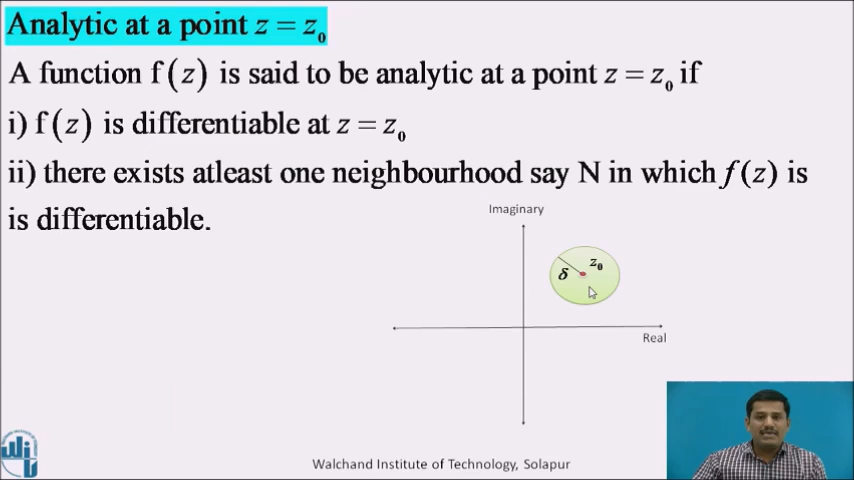 Analytic at a point z = z₀
A function f(z) is said to be analytic at a point z = z₀ if
i) f(z) is differentiable at z = z₀
ii) there exists atleast one neighbourhood say N in which f(z) is
is differentiable.
Imaginary
z₀
δ
Real
Walchand Institute of Technology, Solapur